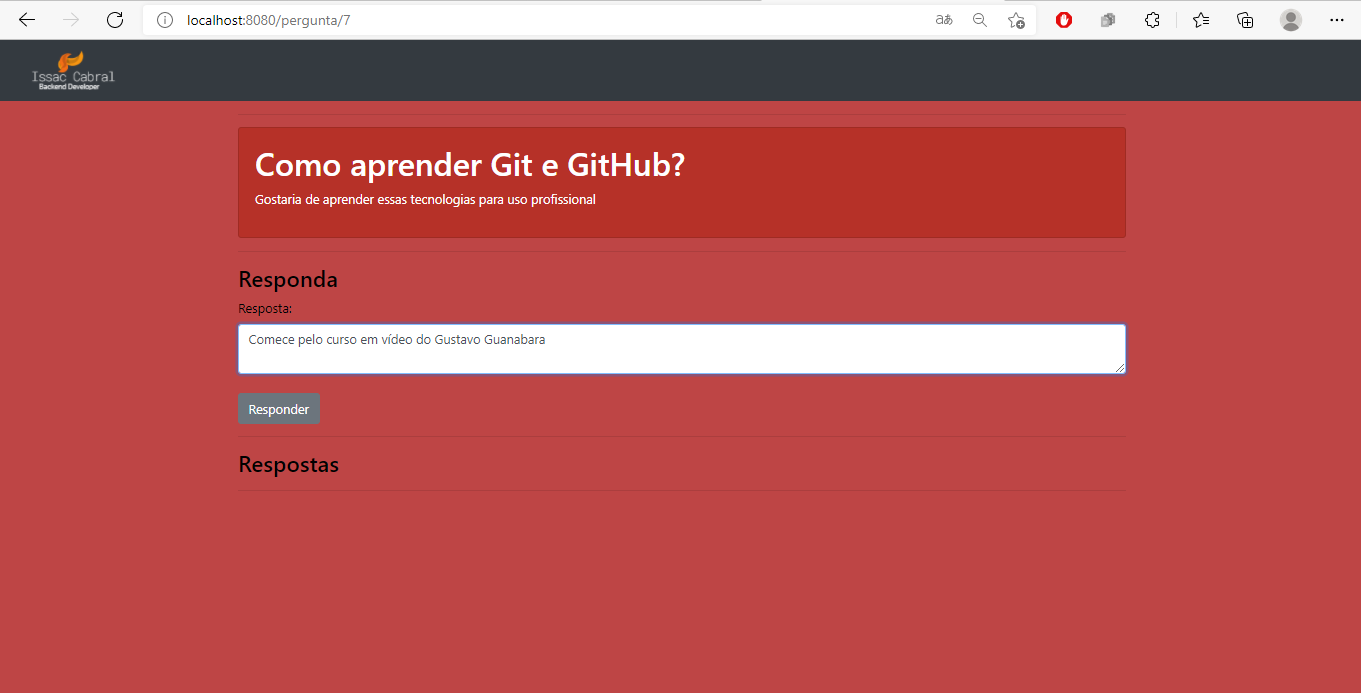 localhost:8080/pergunta/7
Issac Cabral
Backend Developer
Como aprender Git e GitHub?
Gostaria de aprender essas tecnologias para uso profissional
Responda
Resposta:
Comece pelo curso em vídeo do Gustavo Guanabara
Responder
Respostas